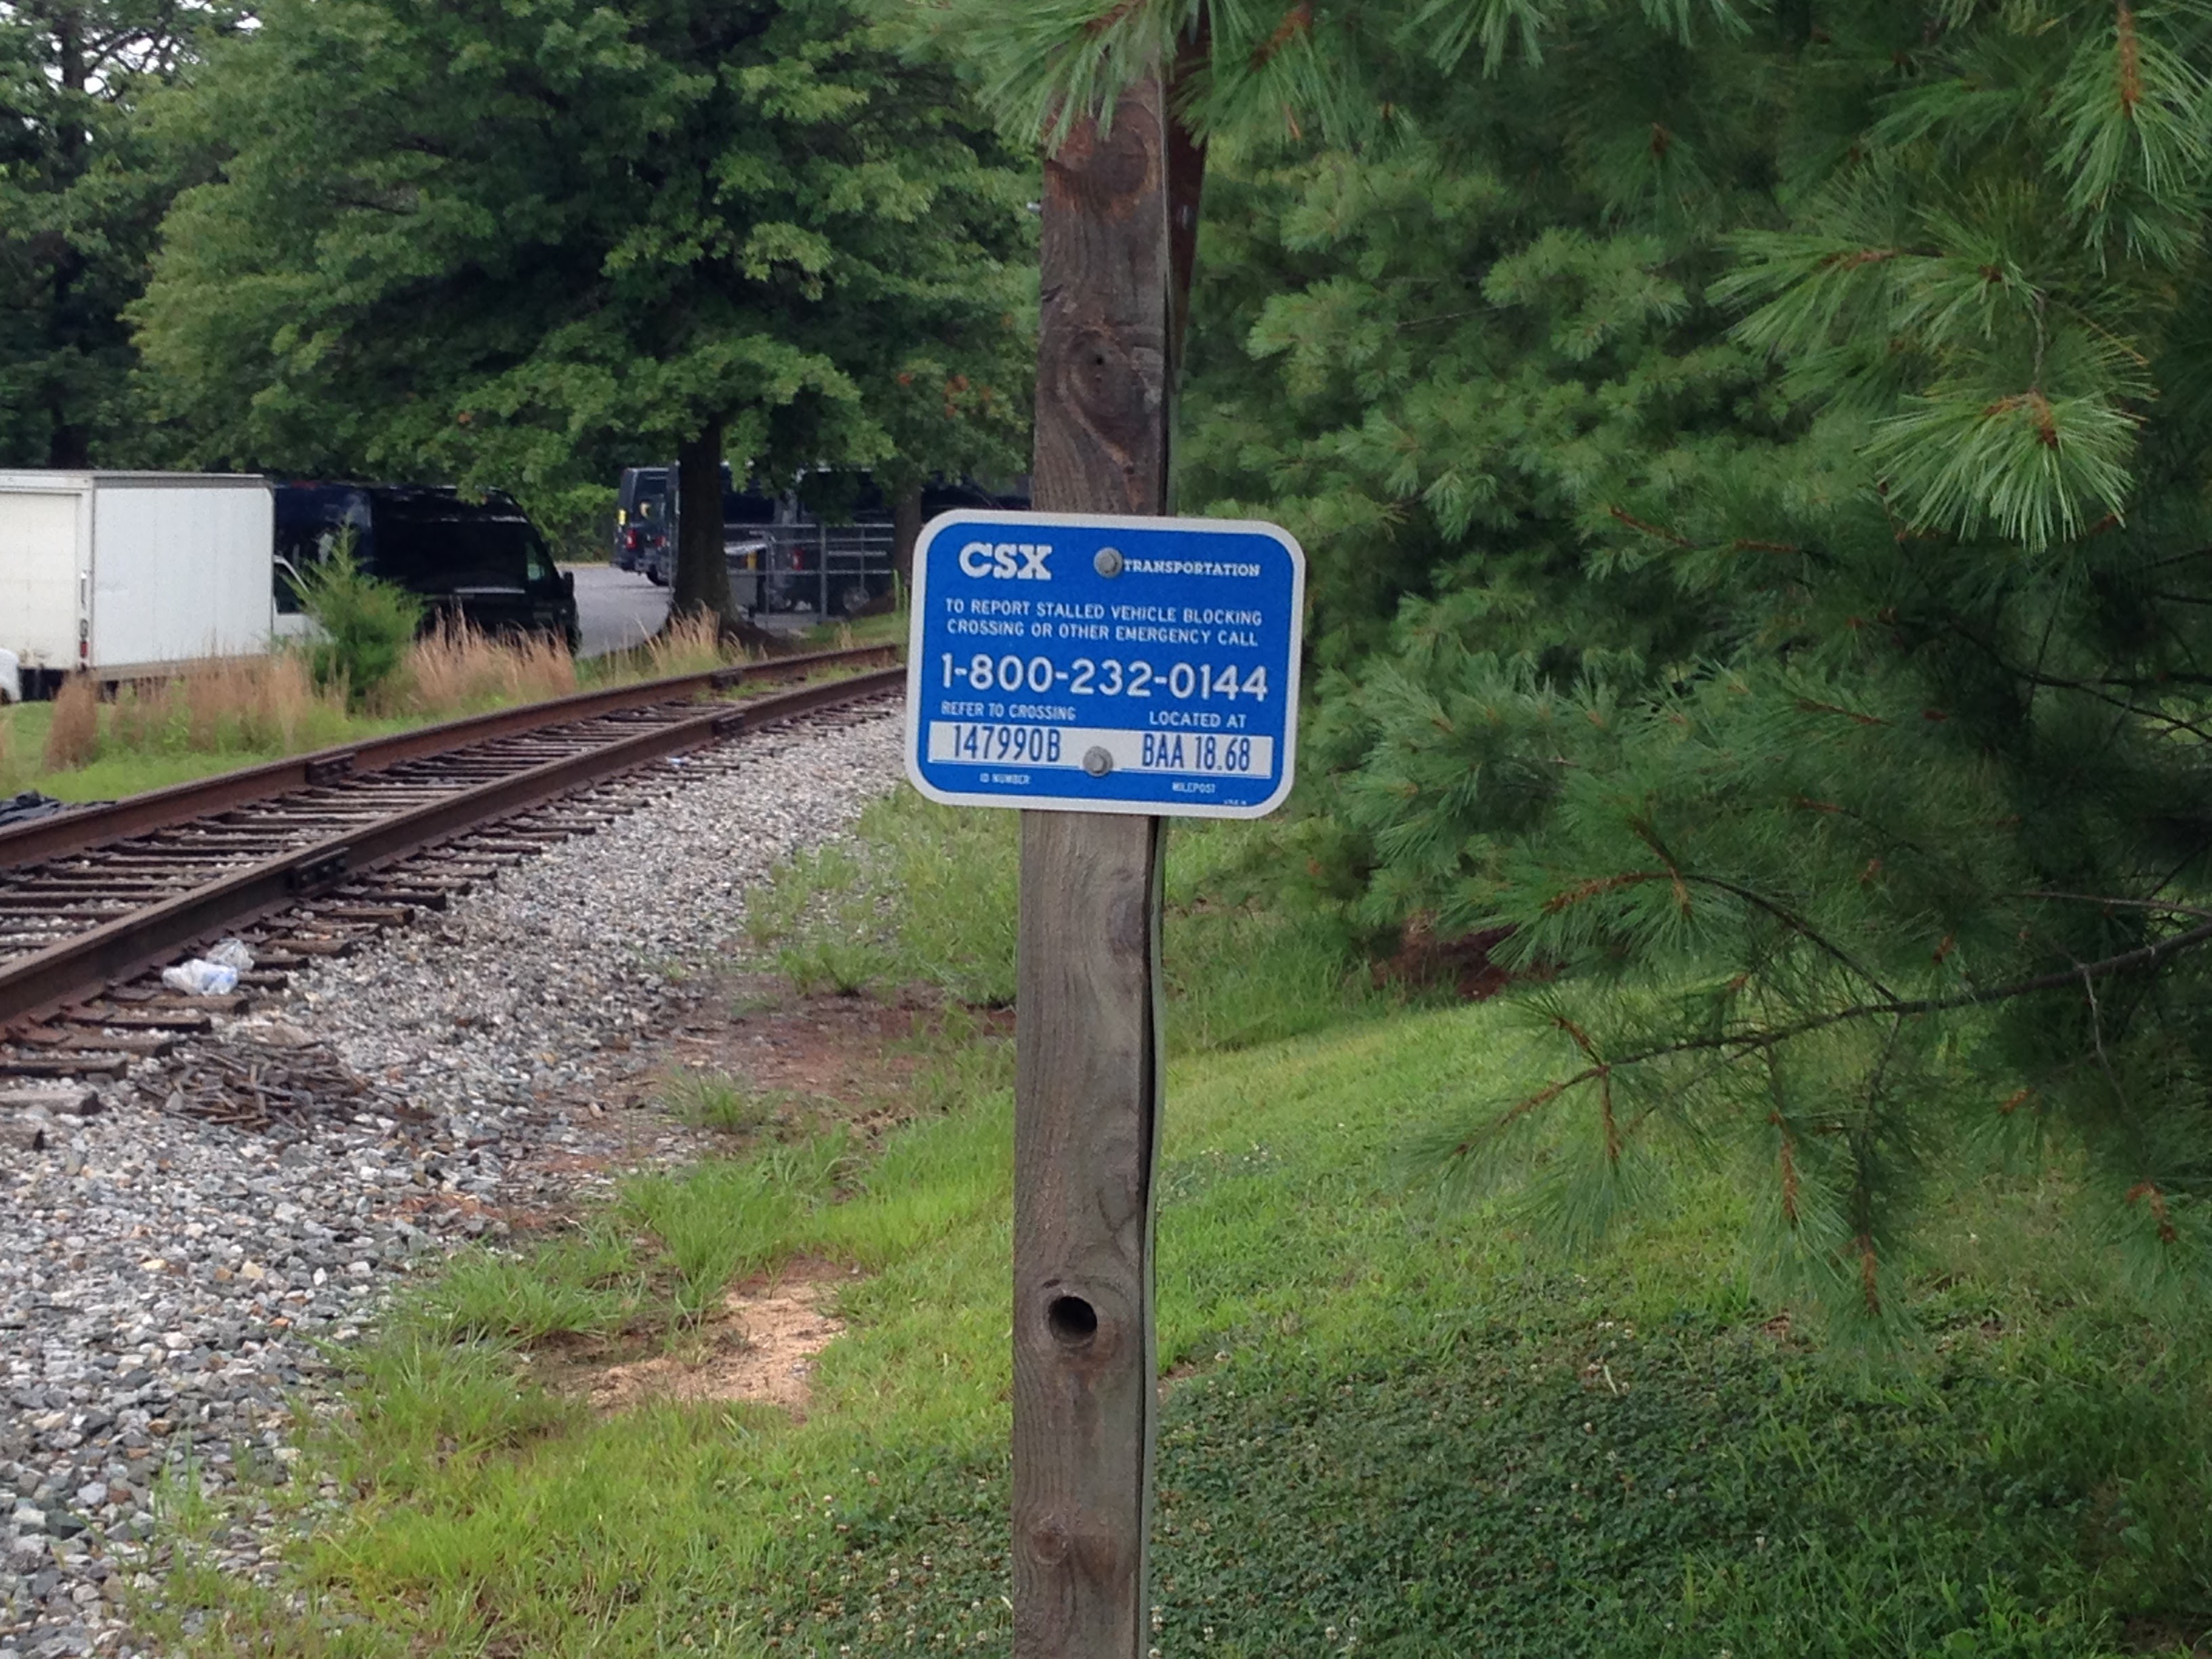 CSX TRANSPORTATION
TO REPORT STALLED VEHICLE BLOCKING
CROSSING OR OTHER EMERGENCY CALL
1-800-232-0144
REFER TO CROSSING LOCATED AT
147990B BAA 18.68
ID NUMBER MILEPOST